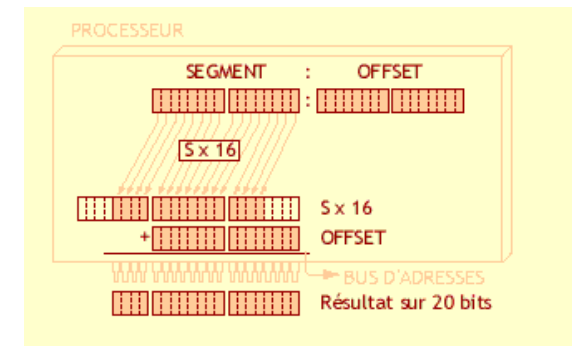 PROCESSEUR
SEGMENT : OFFSET
:
S x 16
S x 16
+ OFFSET
BUS D'ADRESSES
Résultat sur 20 bits